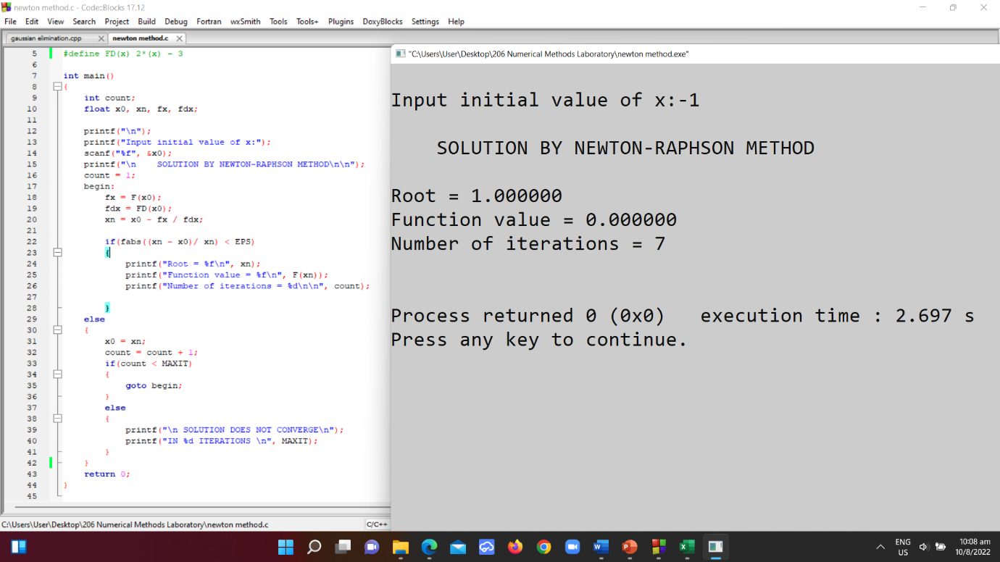 newton method.c - Code::Blocks 17.12
File Edit View Search Project Build Debug Fortran wxSmith Tools Tools+ Plugins DoxyBlocks Settings Help
gaussian elimination.cpp newton method.c
5 #define FD(x) 2*(x) - 3
6
7 int main()
8 {
9 int count;
10 float x0, xn, fx, fdx;
11
12 printf("\n");
13 printf("Input initial value of x:");
14 scanf("%f", &x0);
15 printf("\n    SOLUTION BY NEWTON-RAPHSON METHOD\n\n");
16 count = 1;
17 begin:
18 fx = F(x0);
19 fdx = FD(x0);
20 xn = x0 - fx / fdx;
21
22 if(fabs((xn - x0)/ xn) < EPS)
23 {
24 printf("Root = %f\n", xn);
25 printf("Function value = %f\n", F(xn));
26 printf("Number of iterations = %d\n\n", count);
27
28 }
29 else
30 {
31 x0 = xn;
32 count = count + 1;
33 if(count < MAXIT)
34 {
35 goto begin;
36 }
37 else
38 {
39 printf("\n SOLUTION DOES NOT CONVERGE\n");
40 printf("IN %d ITERATIONS \n", MAXIT);
41 }
42 }
43 return 0;
44 }
45
C:\Users\User\Desktop\206 Numerical Methods Laboratory\newton method.c C/C++
"C:\Users\User\Desktop\206 Numerical Methods Laboratory\newton method.exe"
Input initial value of x:-1
SOLUTION BY NEWTON-RAPHSON METHOD
Root = 1.000000
Function value = 0.000000
Number of iterations = 7
Process returned 0 (0x0)   execution time : 2.697 s
Press any key to continue.
ENG
US
10:08 am
10/8/2022